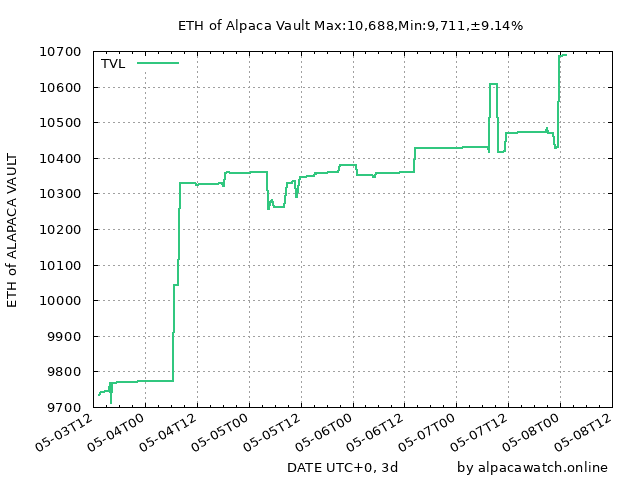 ETH of Alpaca Vault Max:10,688,Min:9,711,±9.14%
TVL
10700
10600
10500
10400
10300
10200
10100
10000
9900
9800
9700
ETH of ALAPACA VAULT
05-03T12
05-04T00
05-04T12
05-05T00
05-05T12
05-06T00
05-06T12
05-07T00
05-07T12
05-08T00
05-08T12
DATE UTC+0, 3d
by alpacawatch.online